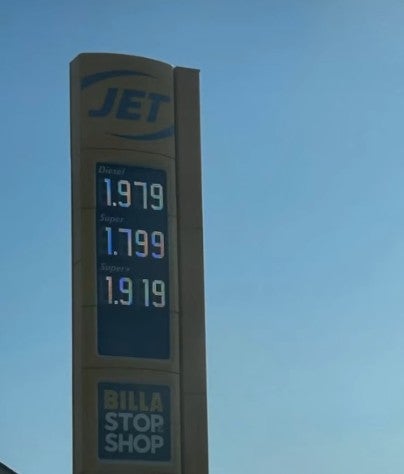 JET
Diesel
1.979
Super
1.799
Super+
1.919
BILLA
STOP &
SHOP